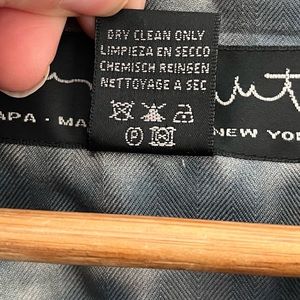 DRY CLEAN ONLY
LIMPIEZA EN SECCO
CHEMISCH REINGEN
NETTOYAGE A SEC
P
APA · MA
NEW YOR